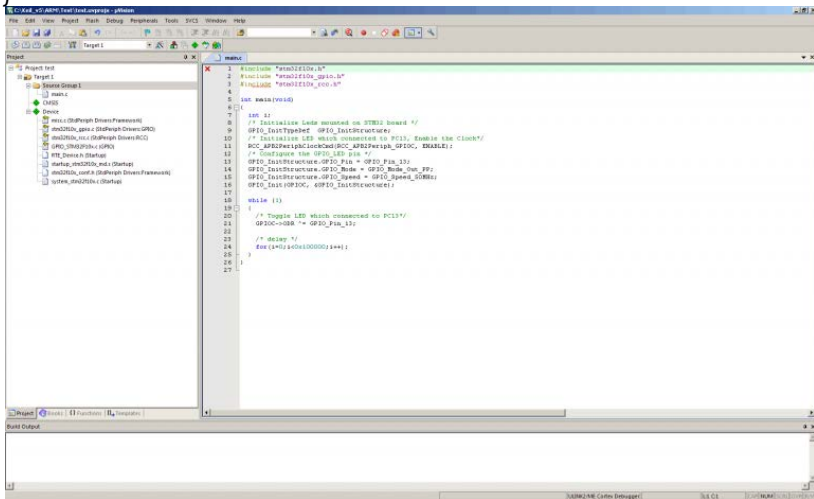 }
C:\Keil_v5\ARM\Test\test.uvprojx - µVision
File Edit View Project Flash Debug Peripherals Tools SVCS Window Help
Target 1
Project
main.c
Project: test
Target 1
Source Group 1
main.c
CMSIS
Device
misc.c (StdPeriph Drivers:Framework)
stm32f10x_gpio.c (StdPeriph Drivers:GPIO)
stm32f10x_rcc.c (StdPeriph Drivers:RCC)
GPIO_STM32F10x.c (GPIO)
RTE_Device.h (Startup)
startup_stm32f10x_md.s (Startup)
stm32f10x_conf.h (StdPeriph Drivers:Framework)
system_stm32f10x.c (Startup)
1 #include "stm32f10x.h"
2 #include "stm32f10x_gpio.h"
3 #include "stm32f10x_rcc.h"
4
5 int main(void)
6 {
7 int i;
8 /* Initialize Leds mounted on STM32 board */
9 GPIO_InitTypeDef GPIO_InitStructure;
10 /* Initialize LED which connected to PC13, Enable the Clock*/
11 RCC_APB2PeriphClockCmd(RCC_APB2Periph_GPIOC, ENABLE);
12 /* Configure the GPIO_LED pin */
13 GPIO_InitStructure.GPIO_Pin = GPIO_Pin_13;
14 GPIO_InitStructure.GPIO_Mode = GPIO_Mode_Out_PP;
15 GPIO_InitStructure.GPIO_Speed = GPIO_Speed_50MHz;
16 GPIO_Init(GPIOC, &GPIO_InitStructure);
17
18 while (1)
19 {
20 /* Toggle LED which connected to PC13*/
21 GPIOC->ODR ^= GPIO_Pin_13;
22
23 /* delay */
24 for(i=0;i<0x100000;i++);
25 }
26 }
27
Project Books Functions Templates
Build Output
ULINK2/ME Cortex Debugger
L:1 C:1
NUM